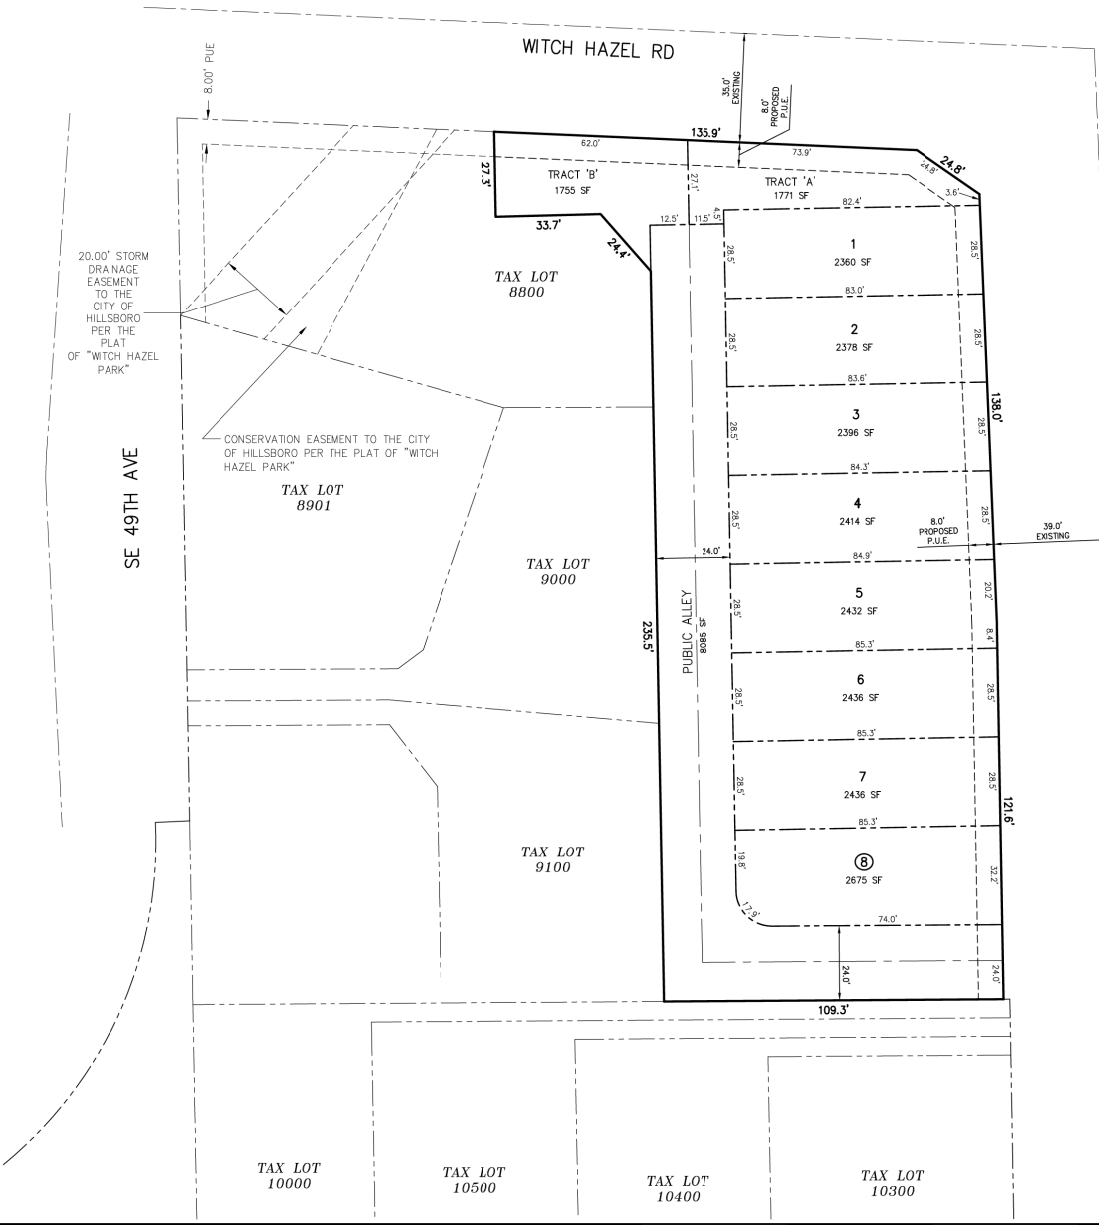 WITCH HAZEL RD
8.00' PUE
35.0'
EXISTING
8.0'
PROPOSED
P.U.E.
135.9'
62.0'
73.9'
24.8'
24.8'
3.6'
27.3'
TRACT 'B'
1755 SF
27.1'
TRACT 'A'
1771 SF
82.4'
33.7'
12.5'
11.5'
4.5'
24.4'
20.00' STORM
DRANAGE
EASEMENT
TO THE
CITY OF
HILLSBORO
PER THE
PLAT
OF "WITCH HAZEL
PARK"
TAX LOT
8800
28.5'
1
2360 SF
28.5'
83.0'
28.5'
2
2378 SF
28.5'
83.6'
138.0'
28.5'
3
2396 SF
28.5'
84.3'
CONSERVATION EASEMENT TO THE CITY
OF HILLSBORO PER THE PLAT OF "WITCH
HAZEL PARK"
TAX LOT
8901
SE 49TH AVE
28.5'
4
2414 SF
28.5'
8.0'
PROPOSED
P.U.E.
39.0'
EXISTING
24.0'
84.9'
TAX LOT
9000
28.5'
5
2432 SF
20.2'
8.4'
85.3'
235.5'
PUBLIC ALLEY
8086 SF
28.5'
6
2436 SF
28.5'
85.3'
28.5'
7
2436 SF
28.5'
85.3'
121.6'
TAX LOT
9100
19.8'
8
2675 SF
32.2'
17.9'
74.0'
24.0'
24.0'
109.3'
TAX LOT
10000
TAX LOT
10500
TAX LOT
10400
TAX LOT
10300